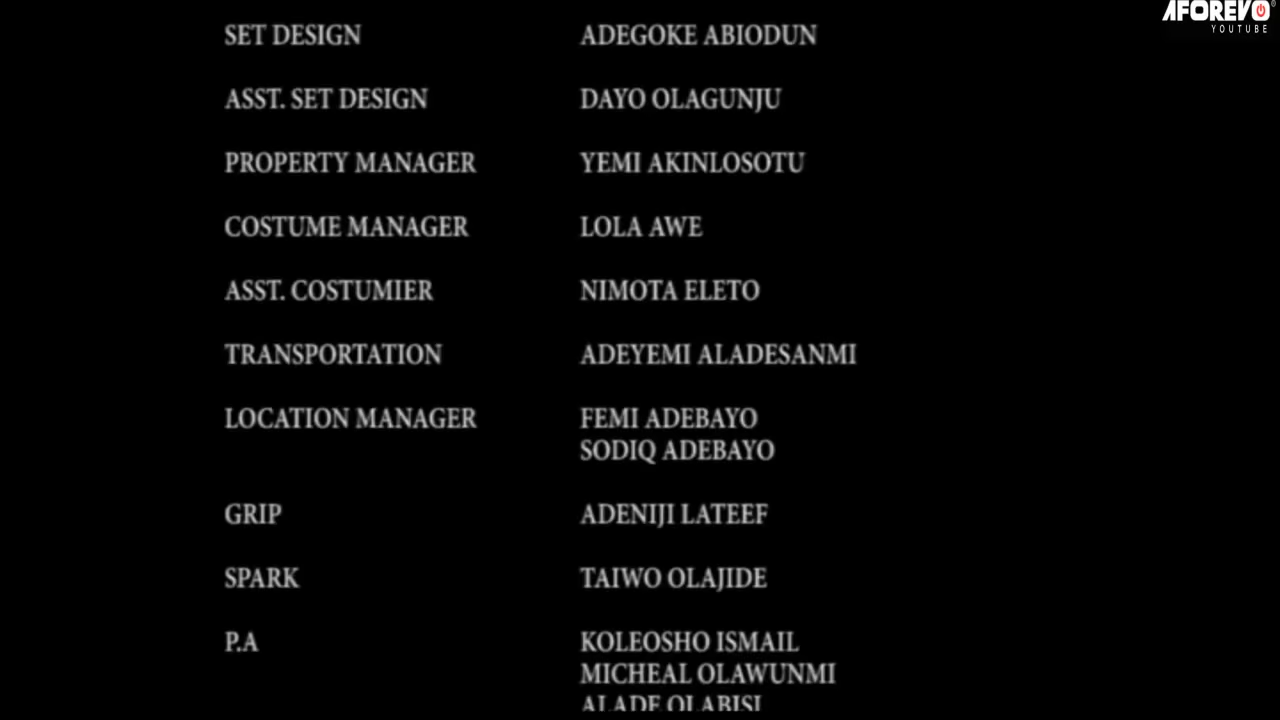 AFOREVO
YOUTUBE
SET DESIGN ADEGOKE ABIODUN
ASST. SET DESIGN DAYO OLAGUNJU
PROPERTY MANAGER YEMI AKINLOSOTU
COSTUME MANAGER LOLA AWE
ASST. COSTUMIER NIMOTA ELETO
TRANSPORTATION ADEYEMI ALADESANMI
LOCATION MANAGER FEMI ADEBAYO
SODIQ ADEBAYO
GRIP ADENIJI LATEEF
SPARK TAIWO OLAJIDE
P.A KOLEOSHO ISMAIL
MICHEAL OLAWUNMI
ALADE OLABISI